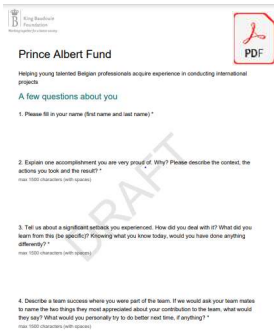 King Baudouin
Foundation
Working together for a better society
PDF
Prince Albert Fund
Helping young talented Belgian professionals acquire experience in conducting international
projects
A few questions about you
1. Please fill in your name (first name and last name) *
2. Explain one accomplishment you are very proud of. Why? Please describe the context, the
actions you took and the result? *
max 1000 characters (with spaces)
DRAFT
3. Tell us about a significant setback you experienced. How did you deal with it? What did you
learn from this (be specific)? Knowing what you know today, would you have done anything
differently? *
max 1000 characters (with spaces)
4. Describe a team success where you were part of the team. If we would ask your team mates
to name the two things they most appreciated about your contribution to the team, what would
they say? What would you personally try to do better next time, if anything? *
max 1000 characters (with spaces)